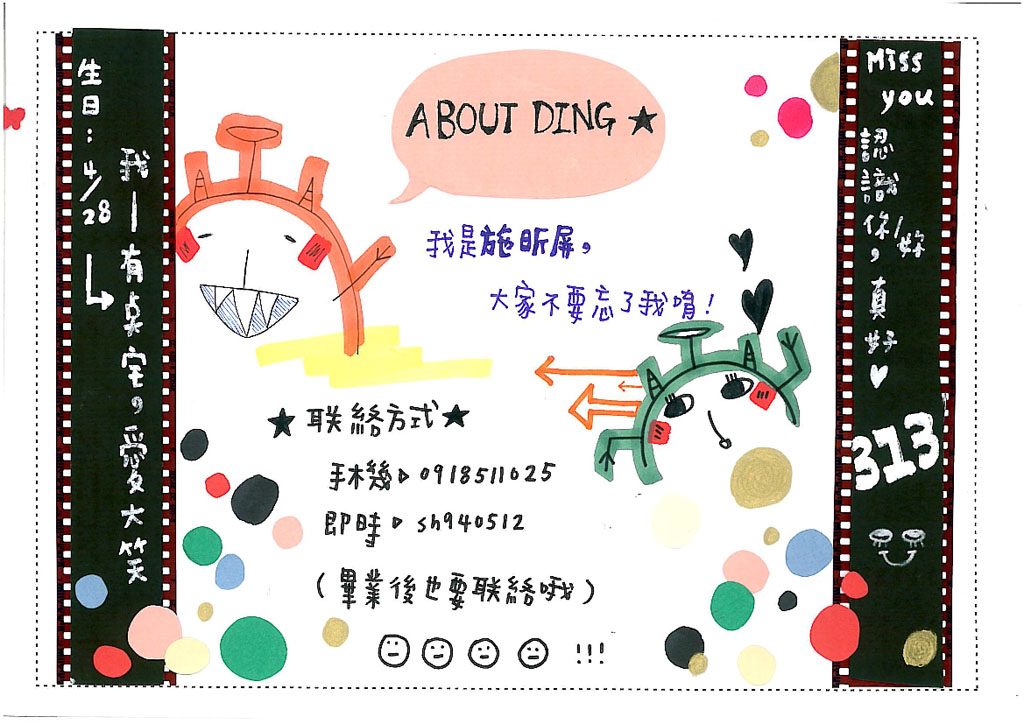 生日：4/28
我一有桌宅，愛大笑
ABOUT DING ★
我是施昕屏，
大家不要忘了我唷！
★ 联絡方式 ★
手機▷ 0918511025
即時▷ sh940512
（畢業後也要联絡哦）
!!!
Miss
you
認識你/妳，真好♥
313